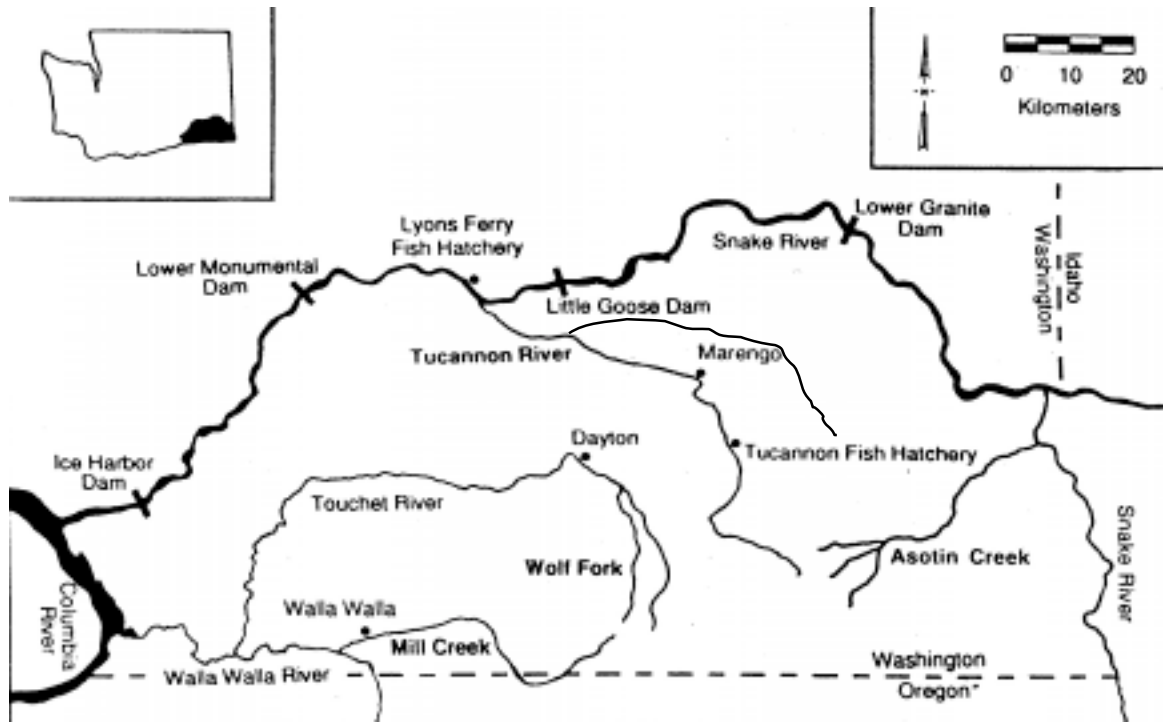 0 10 20
Kilometers
Lyons Ferry
Fish Hatchery
Lower Granite
Dam
Snake River
Lower Monumental
Dam
Idaho
Washington
Little Goose Dam
Tucannon River
Marengo
Dayton
Tucannon Fish Hatchery
Ice Harbor
Dam
Touchet River
Snake River
Wolf Fork
Asotin Creek
Columbia
River
Walla Walla
Mill Creek
Walla Walla River
Washington
Oregon